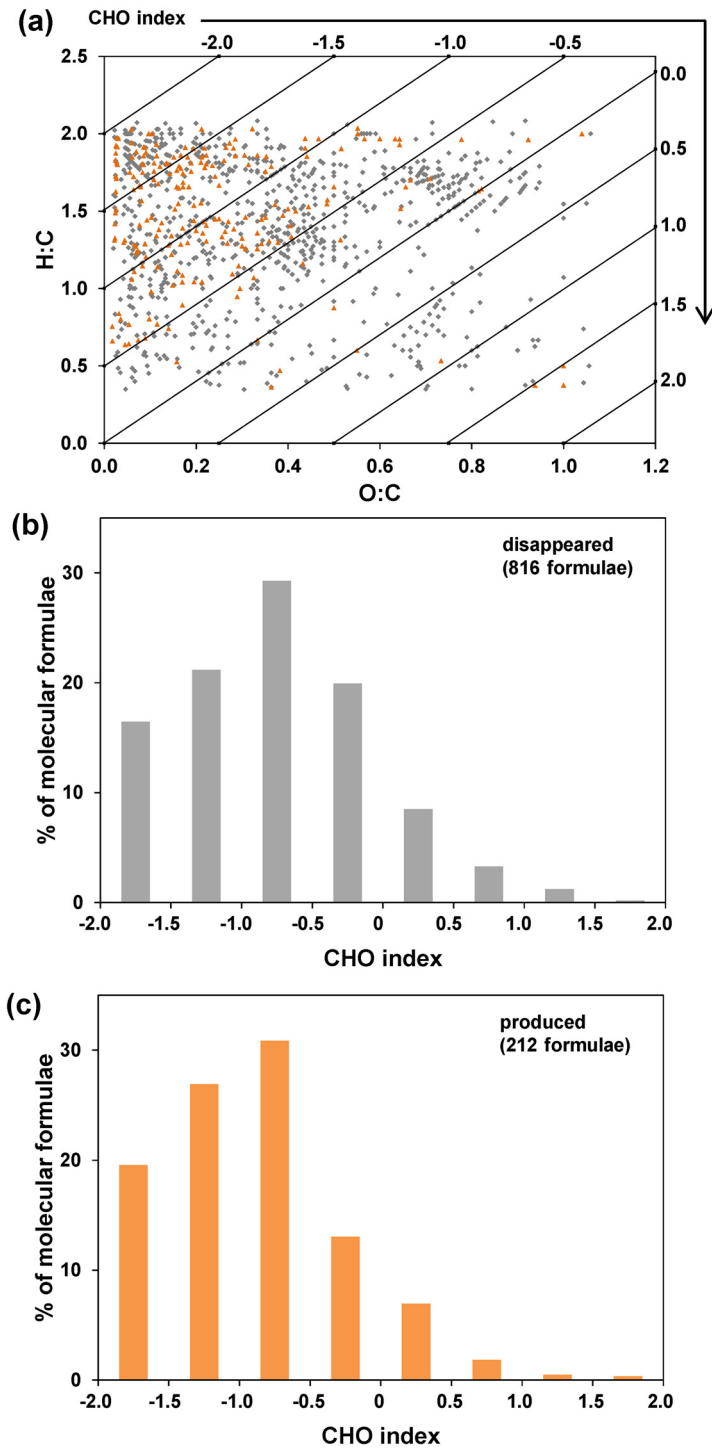 (a)
CHO index
-2.0 -1.5 -1.0 -0.5
0.0
0.5
1.0
1.5
2.0
2.5
2.0
1.5
1.0
0.5
0.0
H:C
0.0 0.2 0.4 0.6 0.8 1.0 1.2
O:C
(b)
disappeared
(816 formulae)
% of molecular formulae
30
20
10
0
-2.0 -1.5 -1.0 -0.5 0 0.5 1.0 1.5 2.0
CHO index
(c)
produced
(212 formulae)
% of molecular formulae
30
20
10
0
-2.0 -1.5 -1.0 -0.5 0 0.5 1.0 1.5 2.0
CHO index